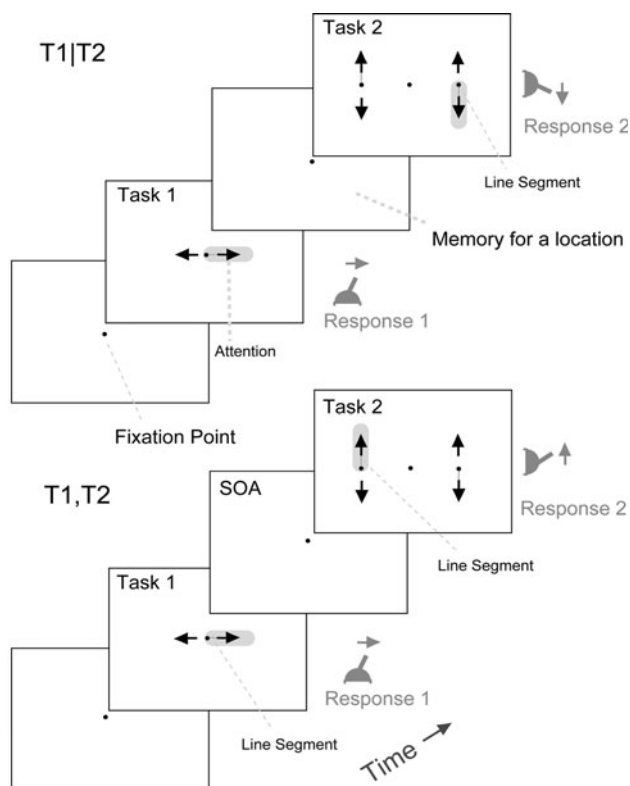 T1|T2
Task 2
Response 2
Line Segment
Task 1
Memory for a location
Response 1
Attention
Fixation Point
Task 2
T1,T2
SOA
Response 2
Line Segment
Task 1
Response 1
Line Segment
Time